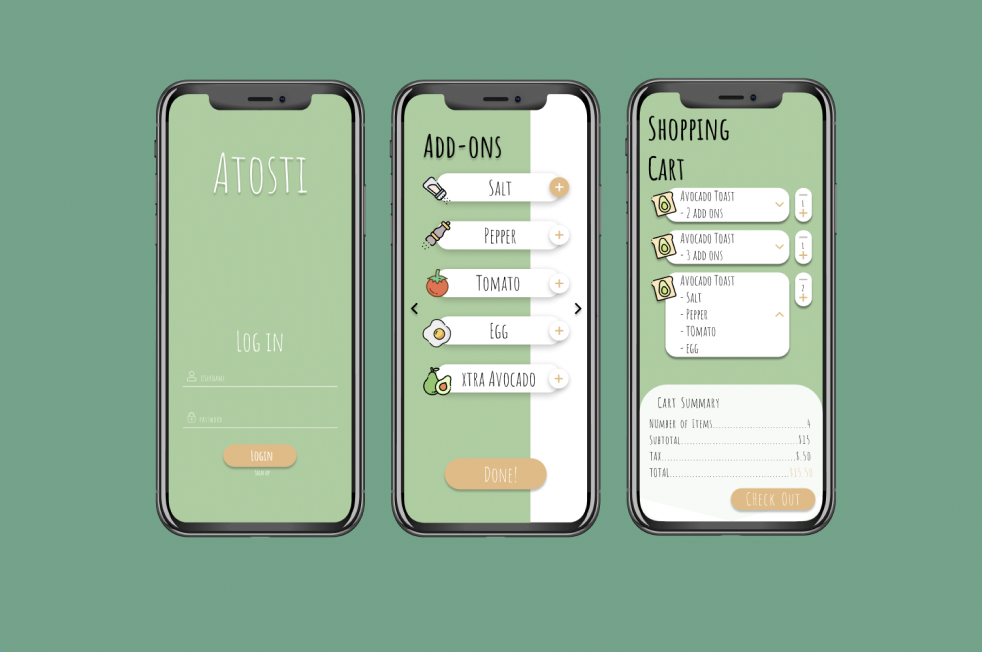 ATOSTI
LOG IN
USERNAME
PASSWORD
LOGIN
SIGN UP
ADD-ONS
SALT
+
PEPPER
+
TOMATO
+
EGG
+
XTRA AVOCADO
+
DONE!
SHOPPING
CART
AVOCADO TOAST
- 2 ADD ONS
1
+
AVOCADO TOAST
- 3 ADD ONS
1
+
AVOCADO TOAST
- SALT
- PEPPER
- TOMATO
- EGG
2
+
CART SUMMARY
NUMBER OF ITEMS..........................4
SUBTOTAL..................................$15
TAX.......................................$.50
TOTAL....................................$15.50
CHECK OUT